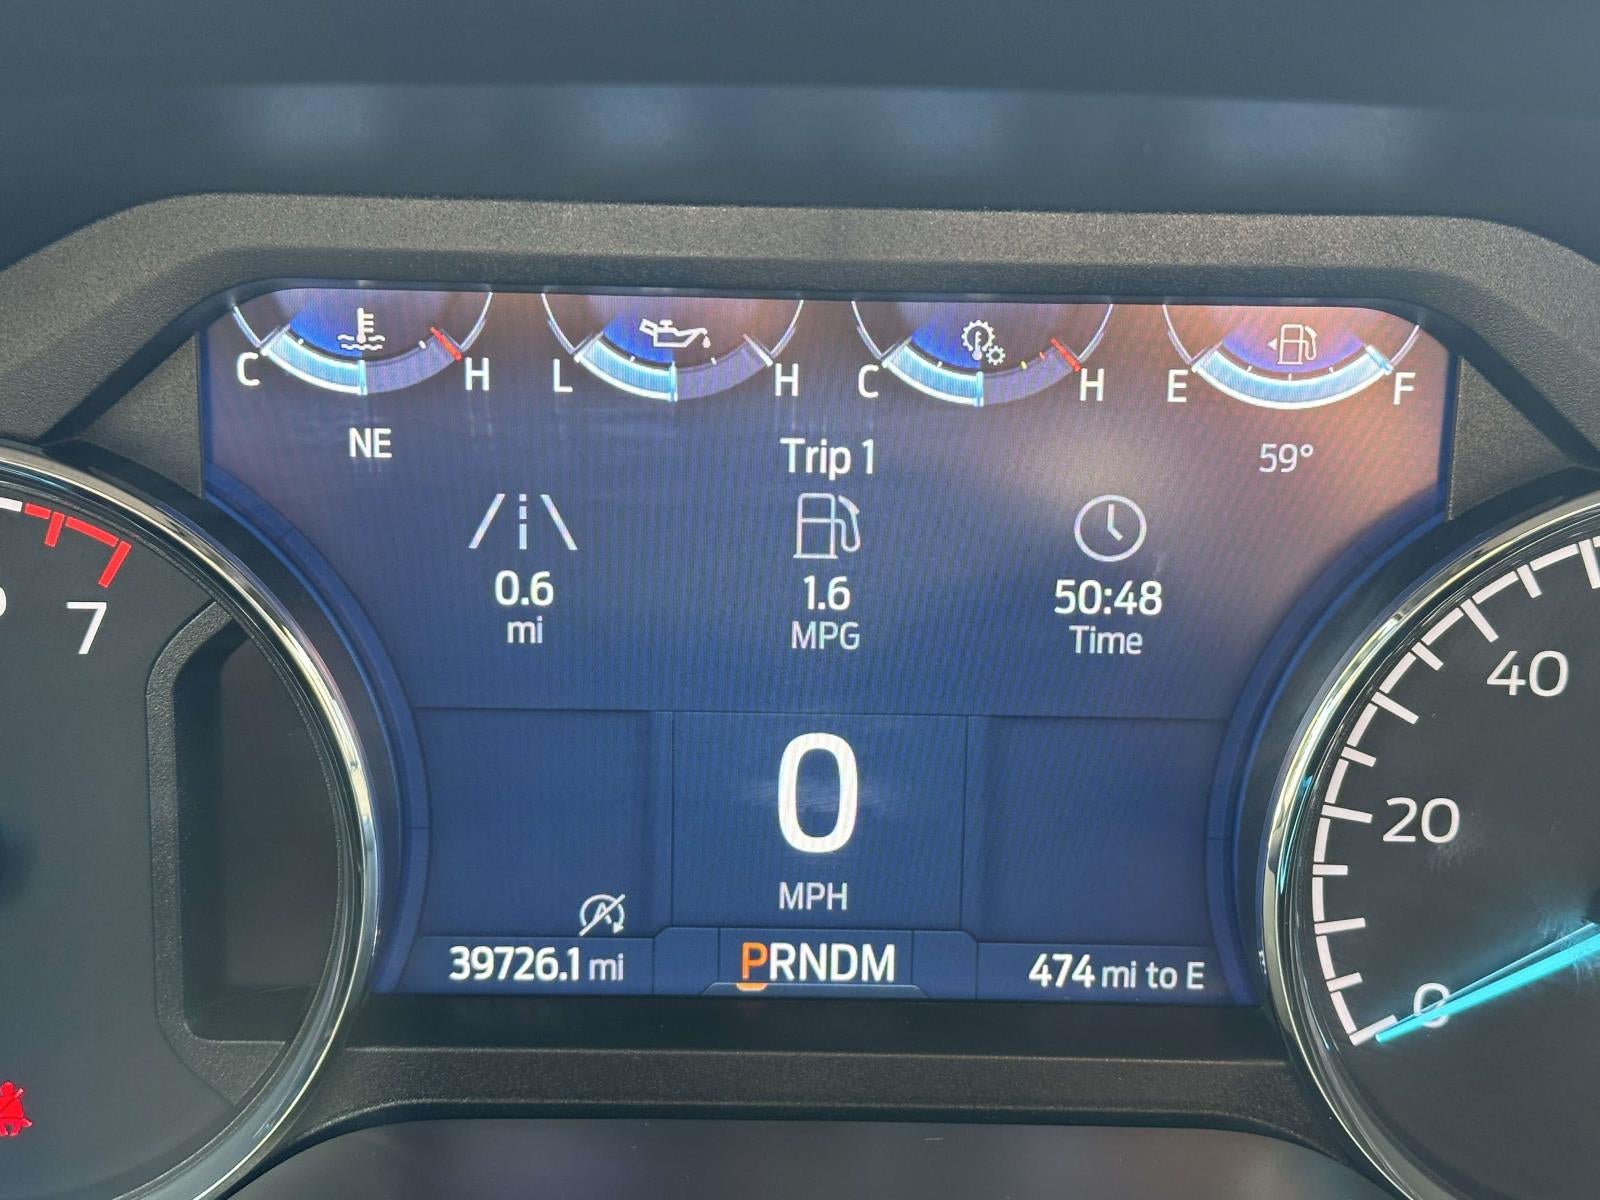 C H L H C H E F
NE Trip 1 59°
0.6 1.6 50:48
mi MPG Time
7
40
20
0
0
MPH
39726.1 mi PRNDM 474 mi to E